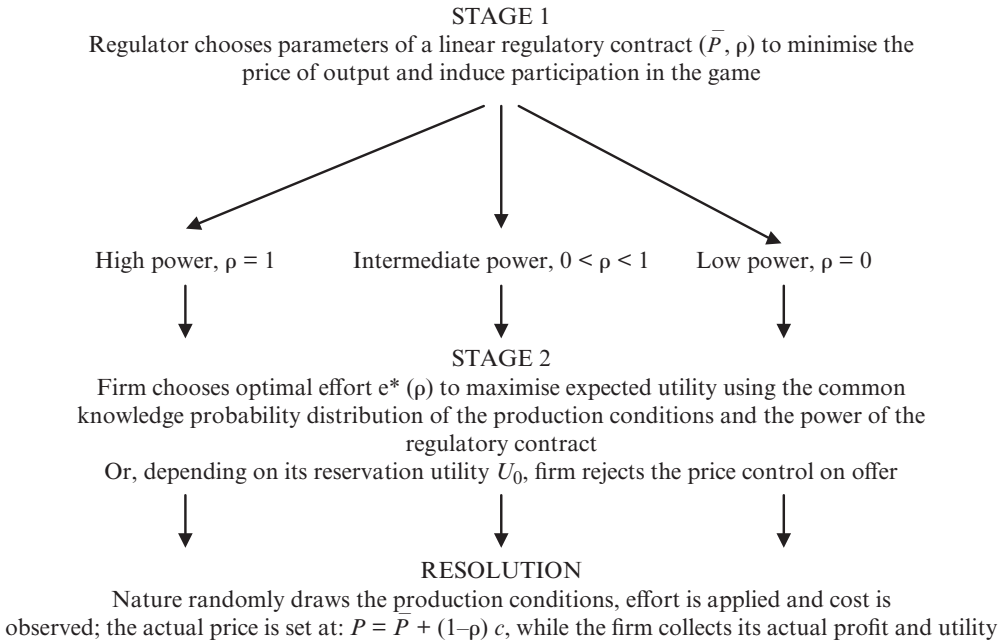 STAGE 1
Regulator chooses parameters of a linear regulatory contract (P̅, ρ) to minimise the
price of output and induce participation in the game
High power, ρ = 1
Intermediate power, 0 < ρ < 1
Low power, ρ = 0
STAGE 2
Firm chooses optimal effort e* (ρ) to maximise expected utility using the common
knowledge probability distribution of the production conditions and the power of the
regulatory contract
Or, depending on its reservation utility U₀, firm rejects the price control on offer
RESOLUTION
Nature randomly draws the production conditions, effort is applied and cost is
observed; the actual price is set at: P = P̅ + (1–ρ) c, while the firm collects its actual profit and utility